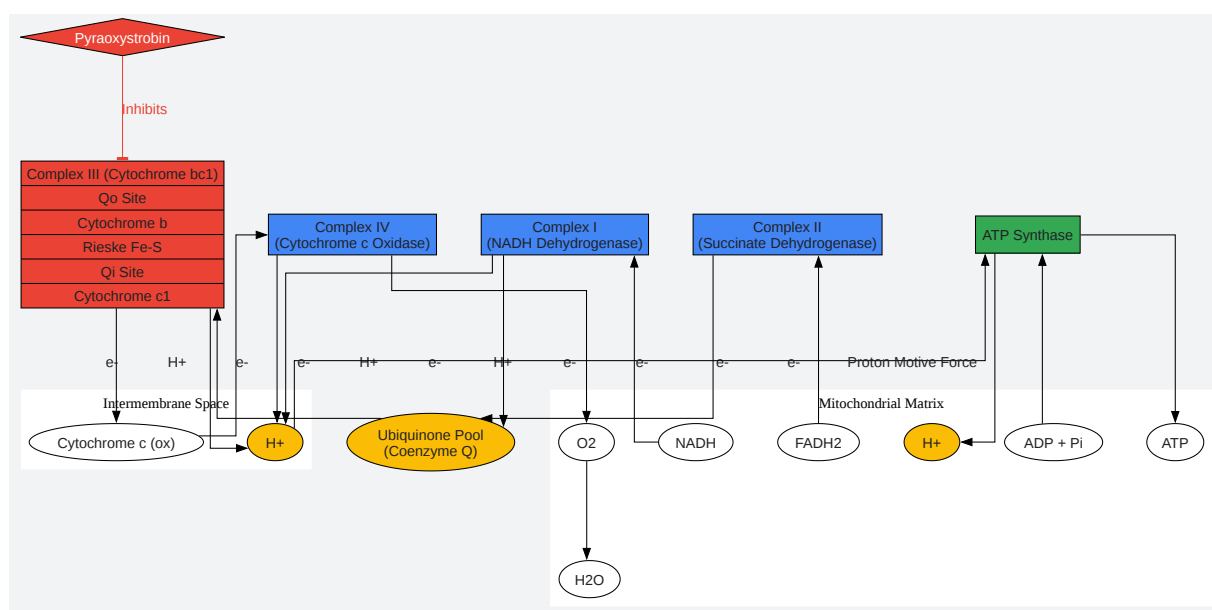 Pyraoxystrobin
Inhibits
Complex III (Cytochrome bc1)
Qo Site
Cytochrome b
Rieske Fe-S
Qi Site
Cytochrome c1
Complex IV
(Cytochrome c Oxidase)
Complex I
(NADH Dehydrogenase)
Complex II
(Succinate Dehydrogenase)
ATP Synthase
e- H+ e- e- H+ e- H+ e- e- e- e- Proton Motive Force
Intermembrane Space
Mitochondrial Matrix
Cytochrome c (ox)
H+
Ubiquinone Pool
(Coenzyme Q)
O2
NADH
FADH2
H+
ADP + Pi
ATP
H2O